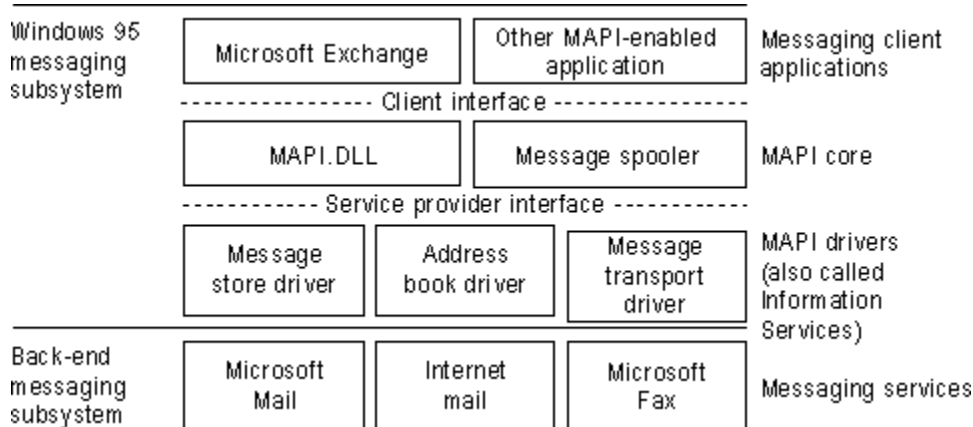 Windows 95
messaging
subsystem
Microsoft Exchange
Other MAPI-enabled
application
Messaging client
applications
Client interface
MAPI.DLL
Message spooler
MAPI core
Service provider interface
Message
store driver
Address
book driver
Message
transport
driver
MAPI drivers
(also called
Information
Services)
Back-end
messaging
subsystem
Microsoft
Mail
Internet
mail
Microsoft
Fax
Messaging services